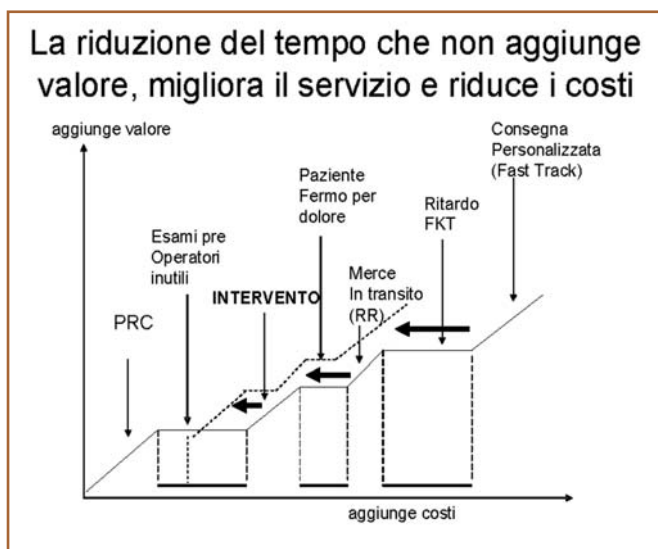 La riduzione del tempo che non aggiunge
valore, migliora il servizio e riduce i costi
aggiunge valore
Consegna
Personalizzata
(Fast Track)
Paziente
Fermo per
dolore
Ritardo
FKT
Esami pre
Operatori
inutili
INTERVENTO
Merce
In transito
(RR)
PRC
aggiunge costi